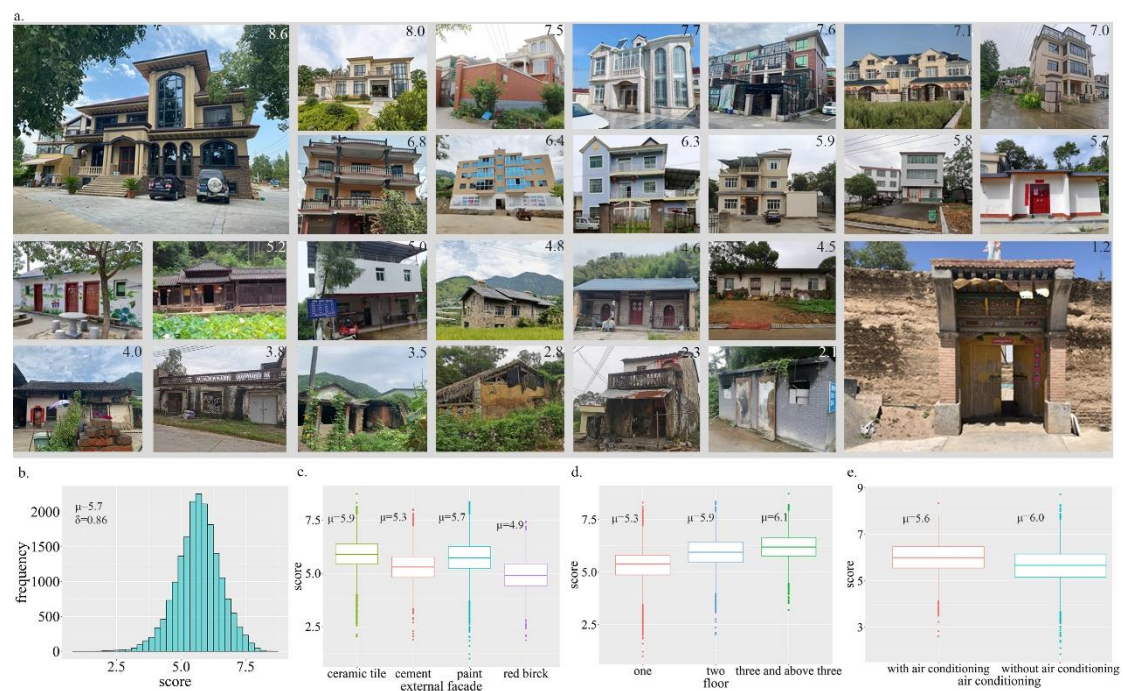 a.
8.6
8.0
7.5
7.7
7.6
7.1
7.0
6.8
6.4
6.3
5.9
5.8
5.7
5.5
5.2
5.0
4.8
4.6
4.5
1.2
4.0
3.8
3.5
2.8
2.3
2.1
b.
μ−5.7
δ=0.86
frequency
2000
1500
1000
500
0
2.5
5.0
7.5
score
c.
μ−5.9
μ=5.3
μ−5.7
μ=4.9
score
7.5
5.0
2.5
ceramic tile
cement
paint
red birck
external facade
d.
μ−5.3
μ−5.9
μ=6.1
score
7.5
5.0
2.5
one
two
three and above three
floor
e.
μ−5.6
μ−6.0
score
9
7
5
3
with air conditioning
without air conditioning
air conditioning